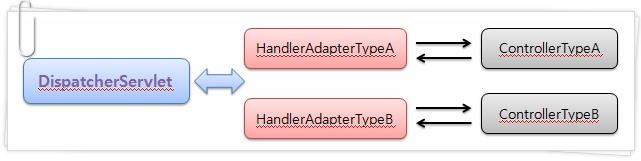 HandlerAdapterTypeA
ControllerTypeA
DispatcherServlet
HandlerAdapterTypeB
ControllerTypeB